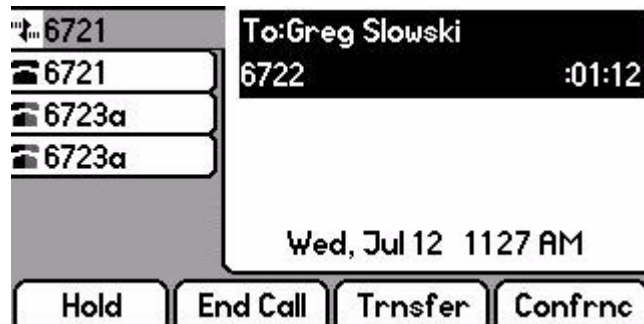 6721
6721
6723a
6723a
To:Greg Slowski
6722 :01:12
Wed, Jul 12 1127 AM
Hold End Call Trnsfer Confrnc